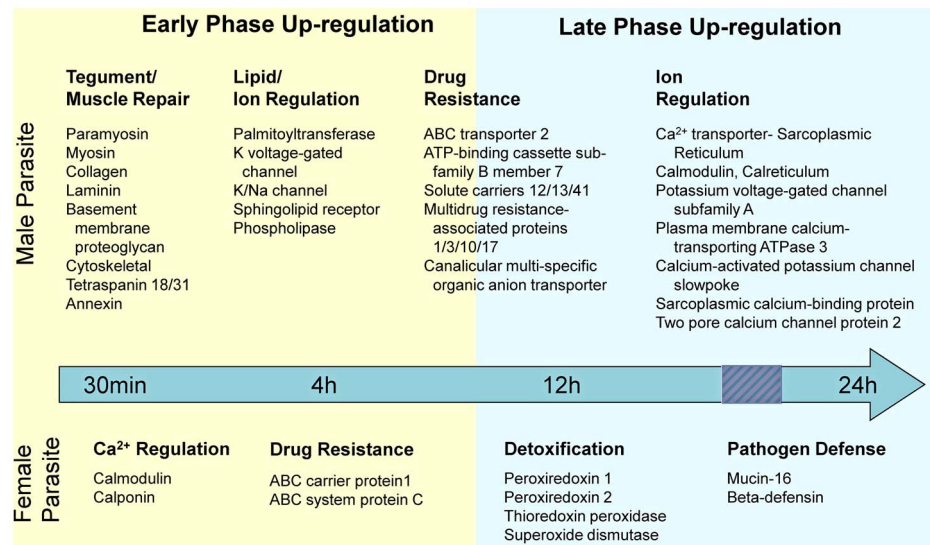 Early Phase Up-regulation
Late Phase Up-regulation
Male Parasite
Tegument/
Muscle Repair
Paramyosin
Myosin
Collagen
Laminin
Basement
membrane
proteoglycan
Cytoskeletal
Tetraspanin 18/31
Annexin
Lipid/
Ion Regulation
Palmitoyltransferase
K voltage-gated
channel
K/Na channel
Sphingolipid receptor
Phospholipase
Drug
Resistance
ABC transporter 2
ATP-binding cassette sub-
family B member 7
Solute carriers 12/13/41
Multidrug resistance-
associated proteins
1/3/10/17
Canalicular multi-specific
organic anion transporter
Ion
Regulation
Ca²⁺ transporter- Sarcoplasmic
Reticulum
Calmodulin, Calreticulum
Potassium voltage-gated channel
subfamily A
Plasma membrane calcium-
transporting ATPase 3
Calcium-activated potassium channel
slowpoke
Sarcoplasmic calcium-binding protein
Two pore calcium channel protein 2
30min
4h
12h
24h
Female
Parasite
Ca²⁺ Regulation
Calmodulin
Calponin
Drug Resistance
ABC carrier protein1
ABC system protein C
Detoxification
Peroxiredoxin 1
Peroxiredoxin 2
Thioredoxin peroxidase
Superoxide dismutase
Pathogen Defense
Mucin-16
Beta-defensin